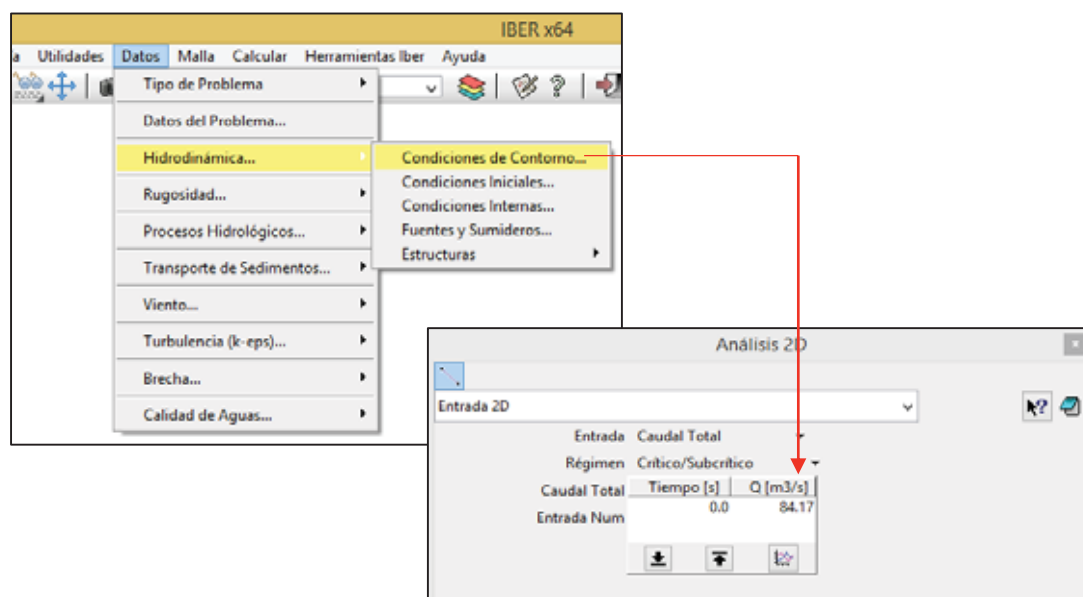 IBER x64
a Utilidades Datos Malla Calcular Herramientas Iber Ayuda
Tipo de Problema
Datos del Problema...
Hidrodinámica...
Rugosidad...
Procesos Hidrológicos...
Transporte de Sedimentos...
Viento...
Turbulencia (k-eps)...
Brecha...
Calidad de Aguas...
Condiciones de Contorno...
Condiciones Iniciales...
Condiciones Internas...
Fuentes y Sumideros...
Estructuras
Análisis 2D
Entrada 2D
Entrada Caudal Total
Régimen Crítico/Subcrítico
Caudal Total Tiempo [s] Q [m3/s]
0.0 84.17
Entrada Num